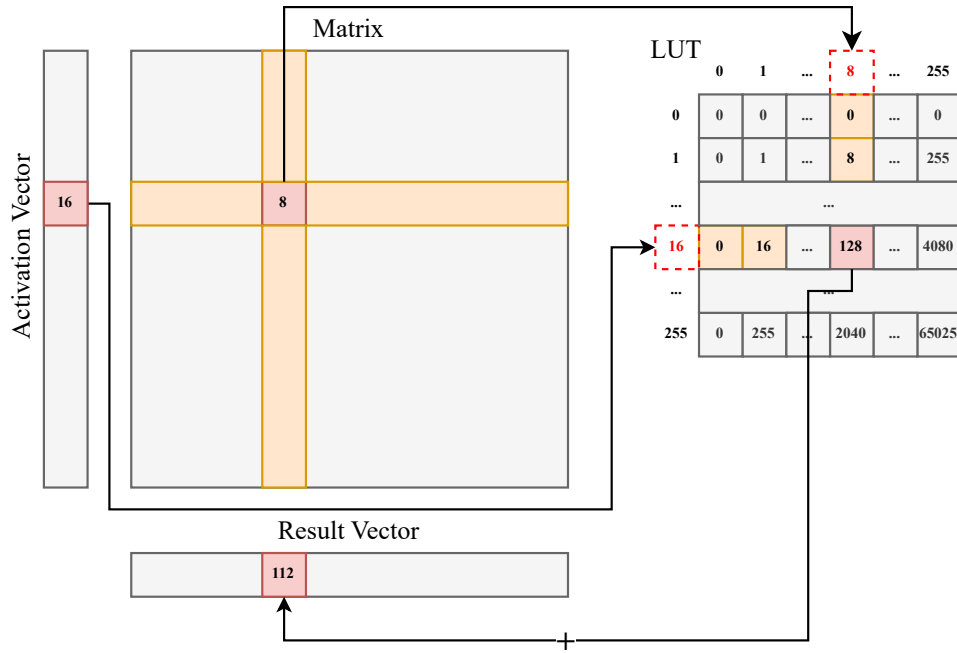 Matrix
LUT
0 1 ... 8 ... 255
0 0 0 ... 0 ... 0
1 0 1 ... 8 ... 255
... ...
16 0 16 ... 128 ... 4080
... ...
255 0 255 ... 2040 ... 65025
Activation Vector
16
8
Result Vector
112
+